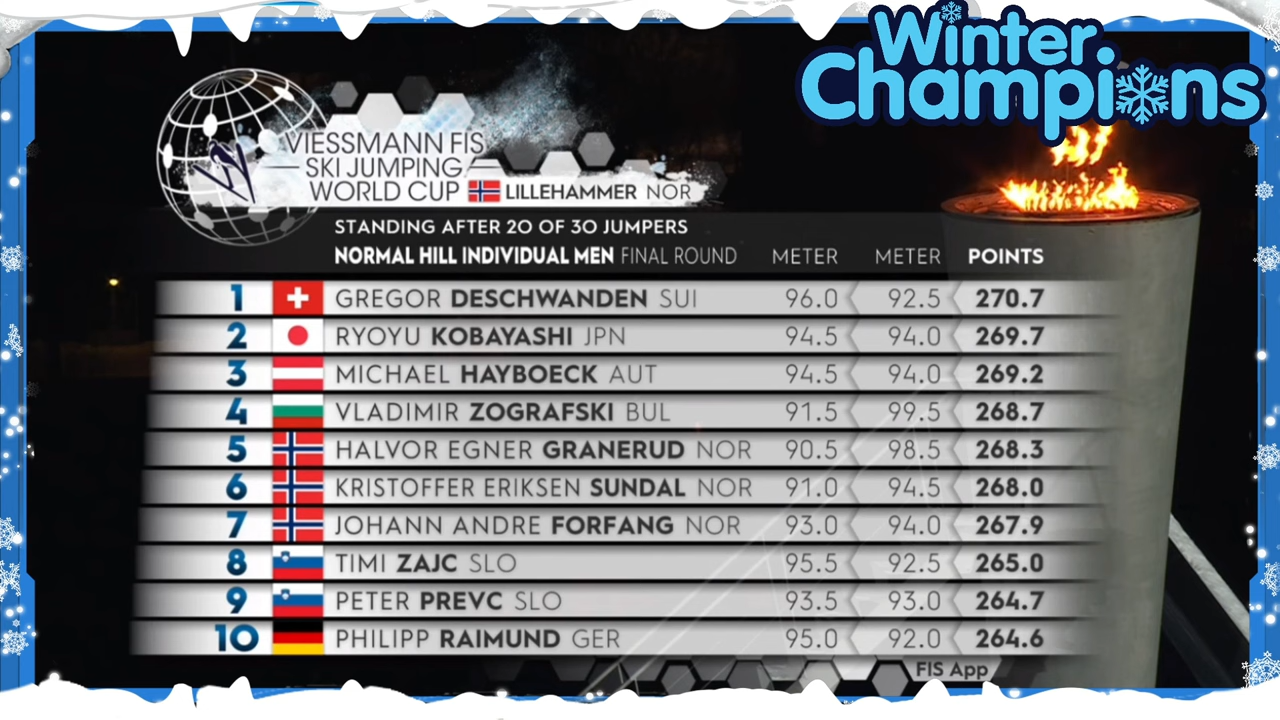 Winter
Champions
VIESSMANN FIS
SKI JUMPING
WORLD CUP LILLEHAMMER NOR
STANDING AFTER 20 OF 30 JUMPERS
NORMAL HILL INDIVIDUAL MEN FINAL ROUND METER METER POINTS
1 GREGOR DESCHWANDEN SUI 96.0 92.5 270.7
2 RYOYU KOBAYASHI JPN 94.5 94.0 269.7
3 MICHAEL HAYBOECK AUT 94.5 94.0 269.2
4 VLADIMIR ZOGRAFSKI BUL 91.5 99.5 268.7
5 HALVOR EGNER GRANERUD NOR 90.5 98.5 268.3
6 KRISTOFFER ERIKSEN SUNDAL NOR 91.0 94.5 268.0
7 JOHANN ANDRE FORFANG NOR 93.0 94.0 267.9
8 TIMI ZAJC SLO 95.5 92.5 265.0
9 PETER PREVC SLO 93.5 93.0 264.7
10 PHILIPP RAIMUND GER 95.0 92.0 264.6
FIS App